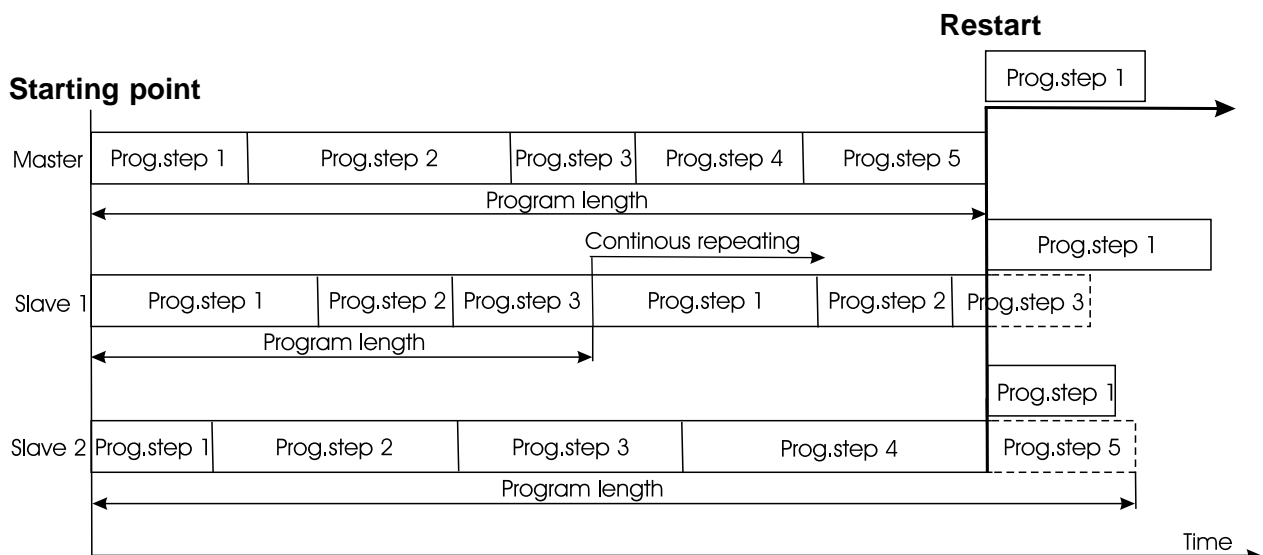 Restart
Prog.step 1
Starting point
Master Prog.step 1 Prog.step 2 Prog.step 3 Prog.step 4 Prog.step 5
Program length
Prog.step 1
Continous repeating
Slave 1 Prog.step 1 Prog.step 2 Prog.step 3 Prog.step 1 Prog.step 2 Prog.step 3
Program length
Prog.step 1
Slave 2 Prog.step 1 Prog.step 2 Prog.step 3 Prog.step 4 Prog.step 5
Program length
Time